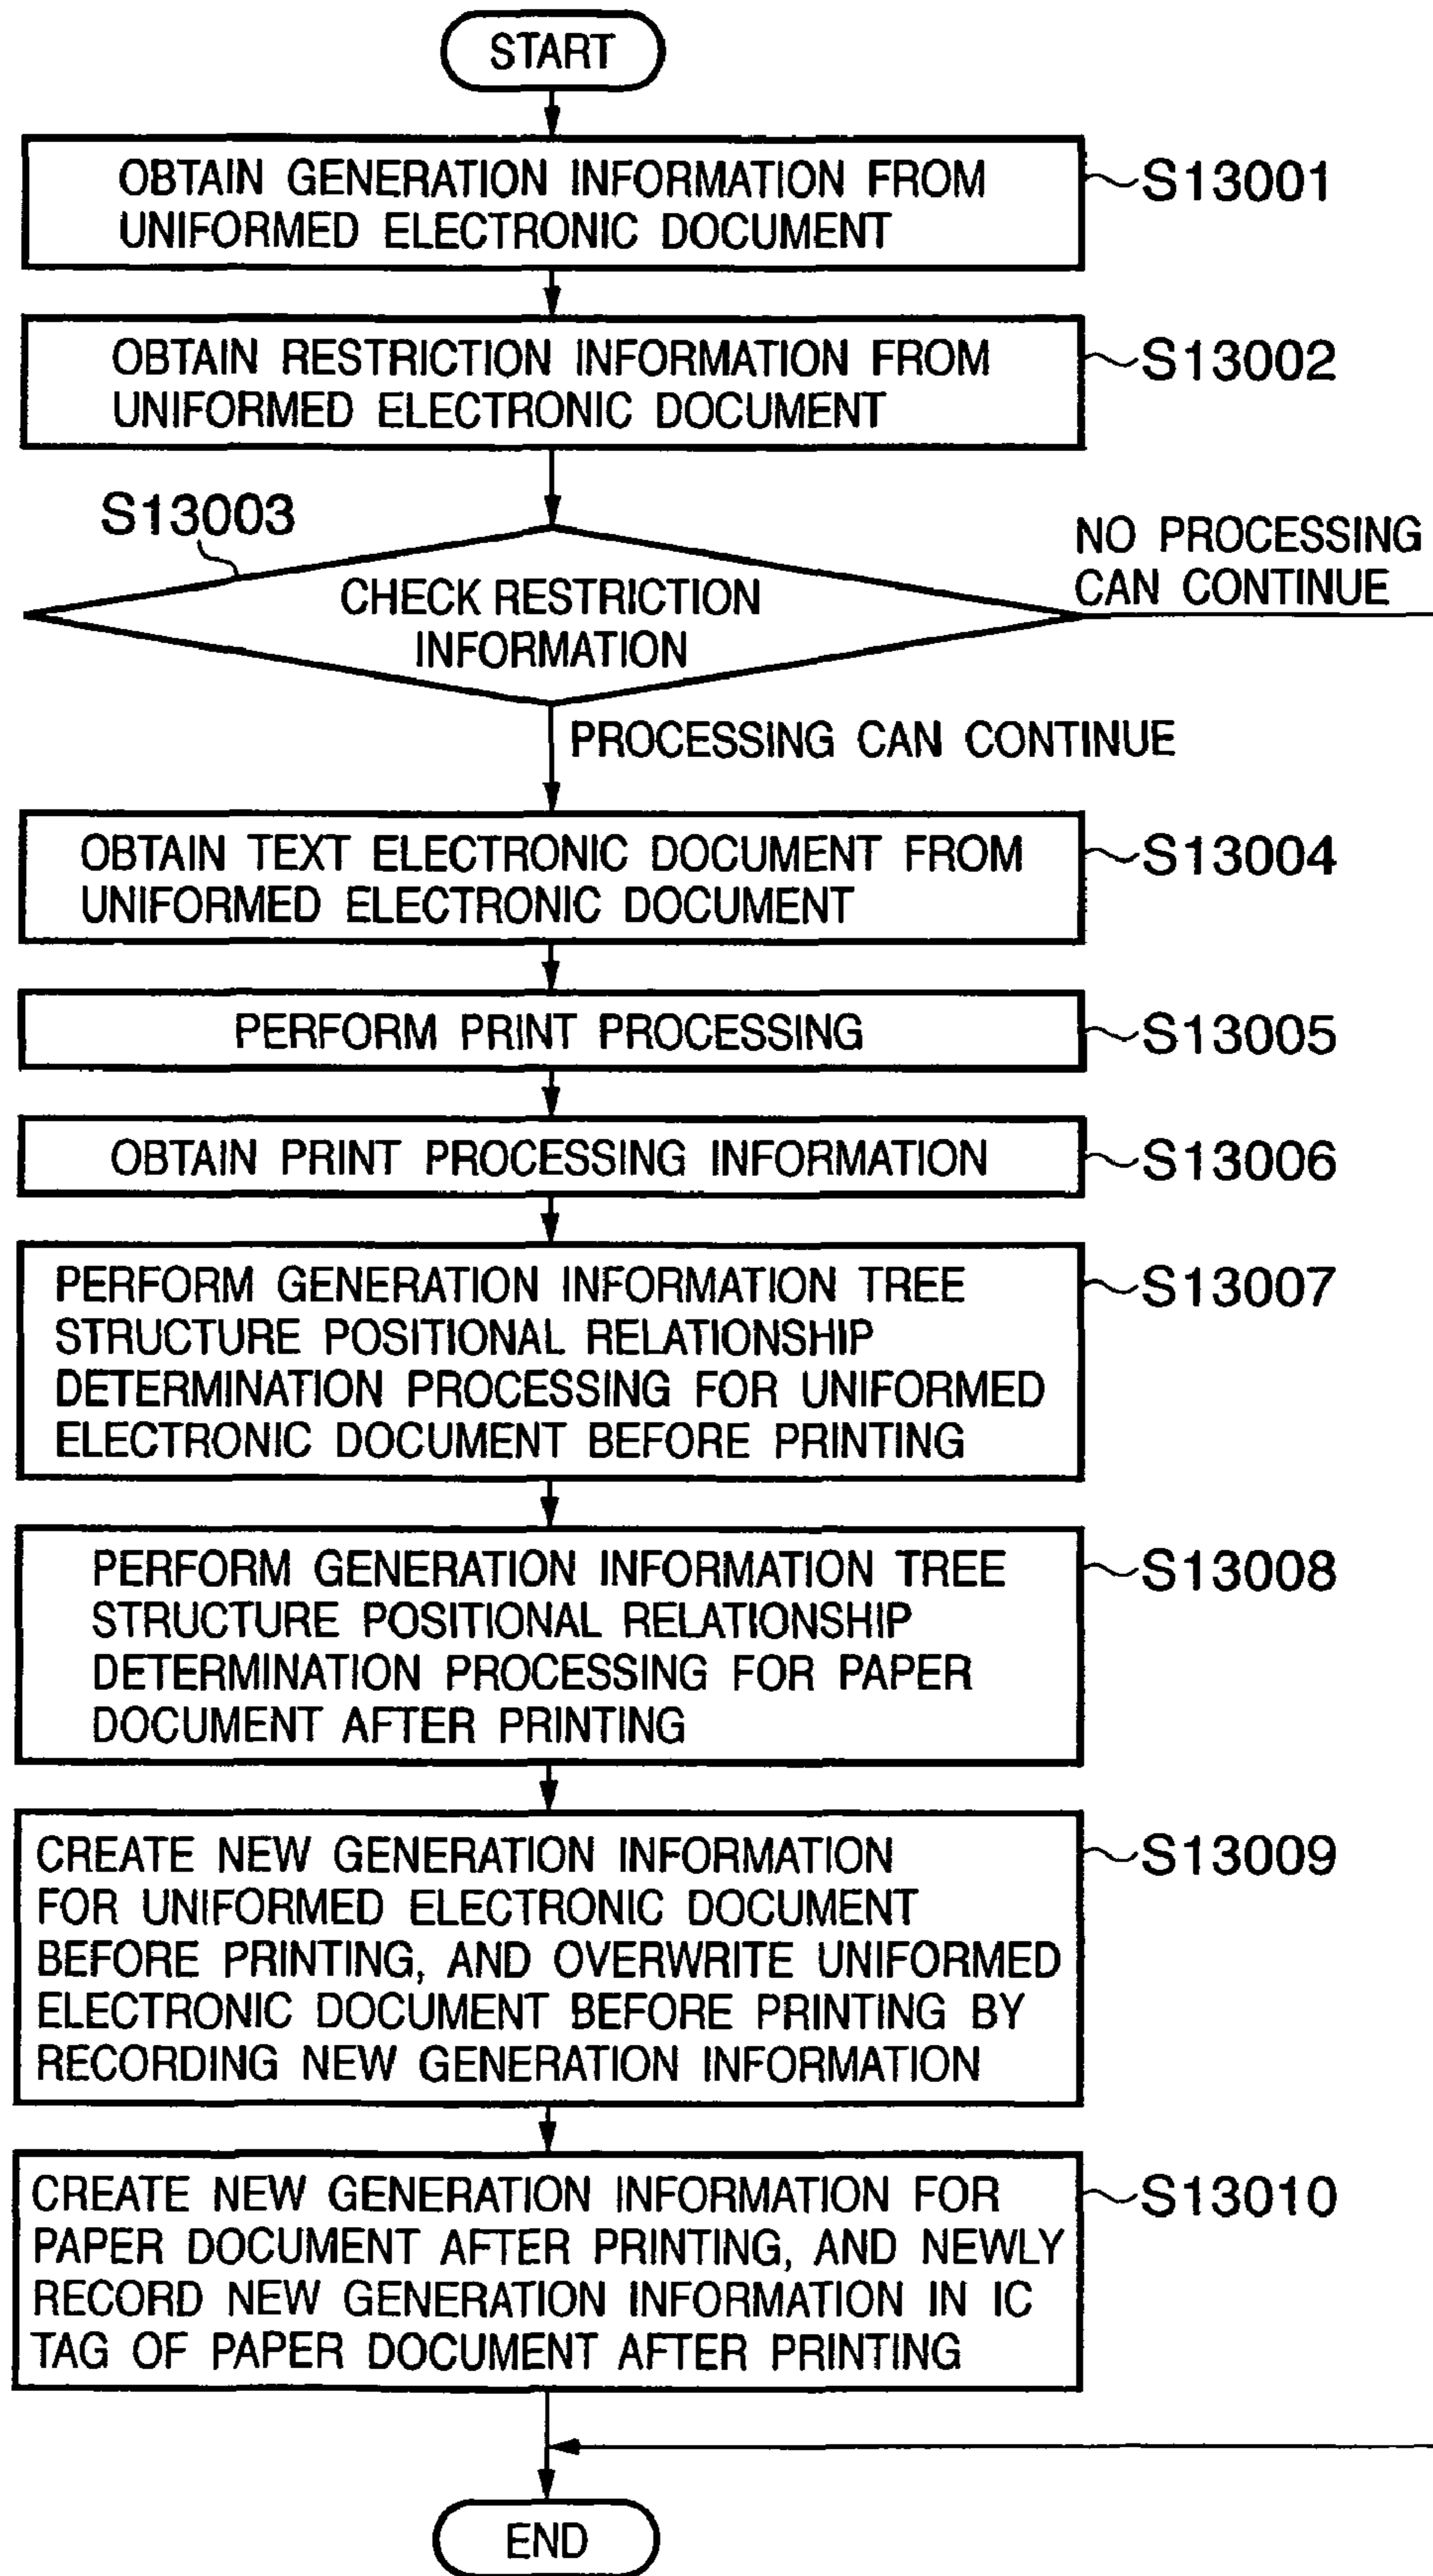 START
OBTAIN GENERATION INFORMATION FROM
UNIFORMED ELECTRONIC DOCUMENT
S13001
OBTAIN RESTRICTION INFORMATION FROM
UNIFORMED ELECTRONIC DOCUMENT
S13002
S13003
CHECK RESTRICTION
INFORMATION
NO PROCESSING
CAN CONTINUE
PROCESSING CAN CONTINUE
OBTAIN TEXT ELECTRONIC DOCUMENT FROM
UNIFORMED ELECTRONIC DOCUMENT
S13004
PERFORM PRINT PROCESSING
S13005
OBTAIN PRINT PROCESSING INFORMATION
S13006
PERFORM GENERATION INFORMATION TREE
STRUCTURE POSITIONAL RELATIONSHIP
DETERMINATION PROCESSING FOR UNIFORMED
ELECTRONIC DOCUMENT BEFORE PRINTING
S13007
PERFORM GENERATION INFORMATION TREE
STRUCTURE POSITIONAL RELATIONSHIP
DETERMINATION PROCESSING FOR PAPER
DOCUMENT AFTER PRINTING
S13008
CREATE NEW GENERATION INFORMATION
FOR UNIFORMED ELECTRONIC DOCUMENT
BEFORE PRINTING, AND OVERWRITE UNIFORMED
ELECTRONIC DOCUMENT BEFORE PRINTING BY
RECORDING NEW GENERATION INFORMATION
S13009
CREATE NEW GENERATION INFORMATION FOR
PAPER DOCUMENT AFTER PRINTING, AND NEWLY
RECORD NEW GENERATION INFORMATION IN IC
TAG OF PAPER DOCUMENT AFTER PRINTING
S13010
END